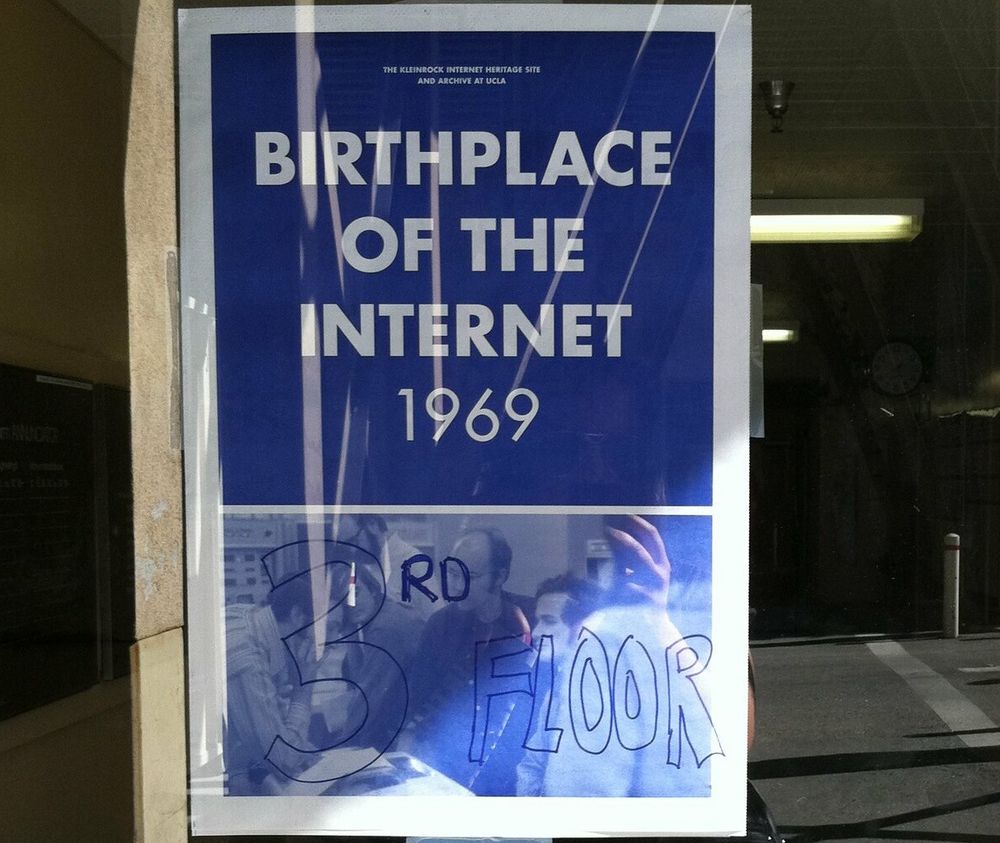 THE KLEINROCK INTERNET HERITAGE SITE
AND ARCHIVE AT UCLA
BIRTHPLACE
OF THE
INTERNET
1969
3RD
FLOOR